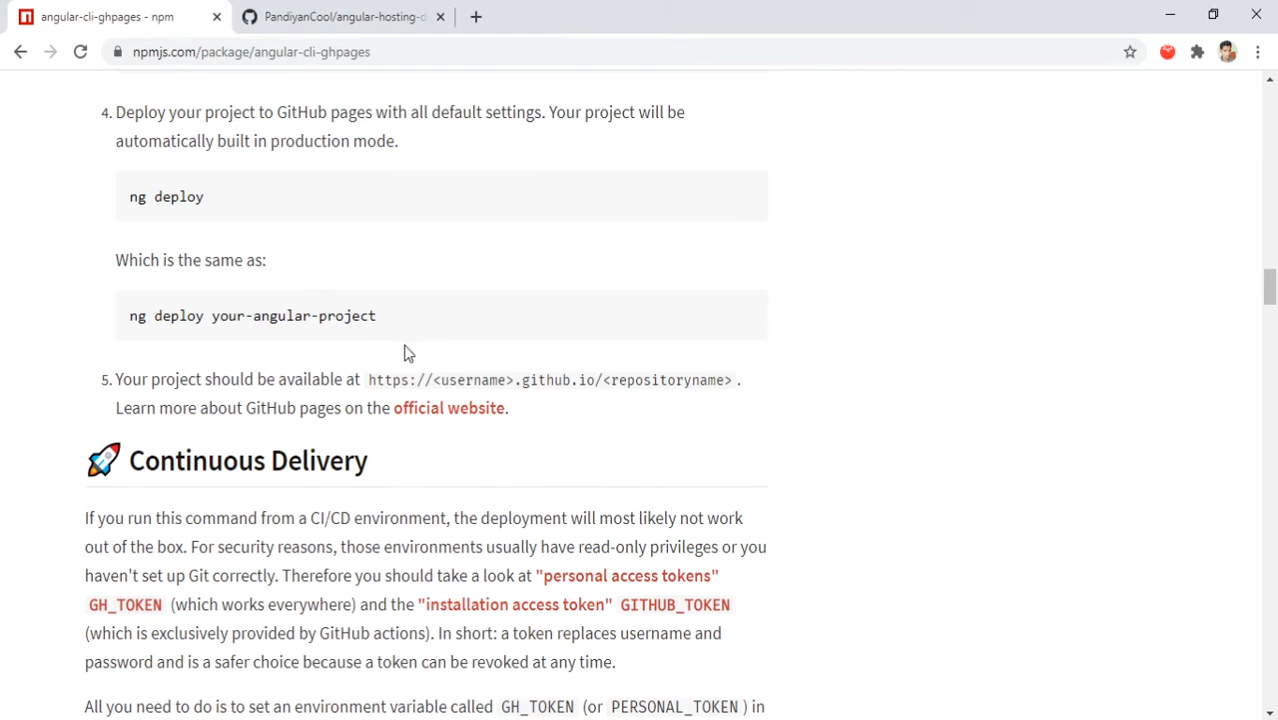 angular-cli-ghpages - npm
PandiyanCool/angular-hosting-d
npmjs.com/package/angular-cli-ghpages
4. Deploy your project to GitHub pages with all default settings. Your project will be
automatically built in production mode.
ng deploy
Which is the same as:
ng deploy your-angular-project
5. Your project should be available at https://<username>.github.io/<repositoryname> .
Learn more about GitHub pages on the official website.
🚀 Continuous Delivery
If you run this command from a CI/CD environment, the deployment will most likely not work
out of the box. For security reasons, those environments usually have read-only privileges or you
haven't set up Git correctly. Therefore you should take a look at "personal access tokens"
GH_TOKEN (which works everywhere) and the "installation access token" GITHUB_TOKEN
(which is exclusively provided by GitHub actions). In short: a token replaces username and
password and is a safer choice because a token can be revoked at any time.
All you need to do is to set an environment variable called GH_TOKEN (or PERSONAL_TOKEN ) in